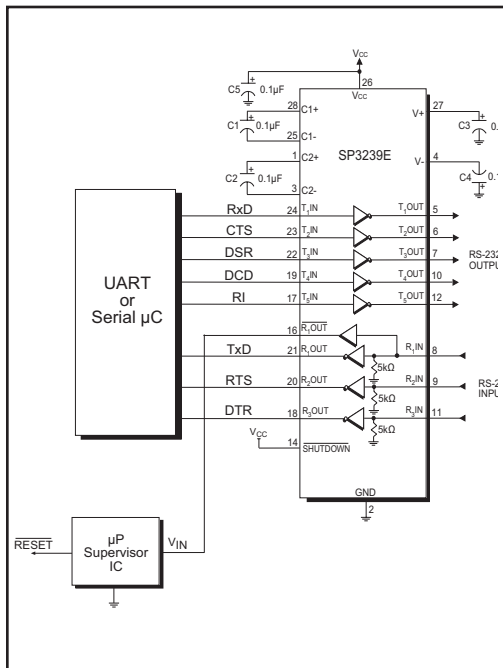 VCC
26
VCC
C5
+
0.1µF
C1
+
0.1µF
28
C1+
25
C1-
C2
+
0.1µF
1
C2+
3
C2-
SP3239E
V+
27
C3
+
V-
4
C4
+
UART
or
Serial µC
RxD 24 T1IN T1OUT 5
CTS 23 T2IN T2OUT 6
DSR 22 T3IN T3OUT 7
DCD 19 T4IN T4OUT 10
RI 17 T5IN T5OUT 12
16 R1OUT
TxD 21 R1OUT R1IN 8
5kΩ
RTS 20 R2OUT R2IN 9
5kΩ
DTR 18 R3OUT R3IN 11
5kΩ
VCC
14 SHUTDOWN
GND
2
RESET
µP
Supervisor
IC
VIN